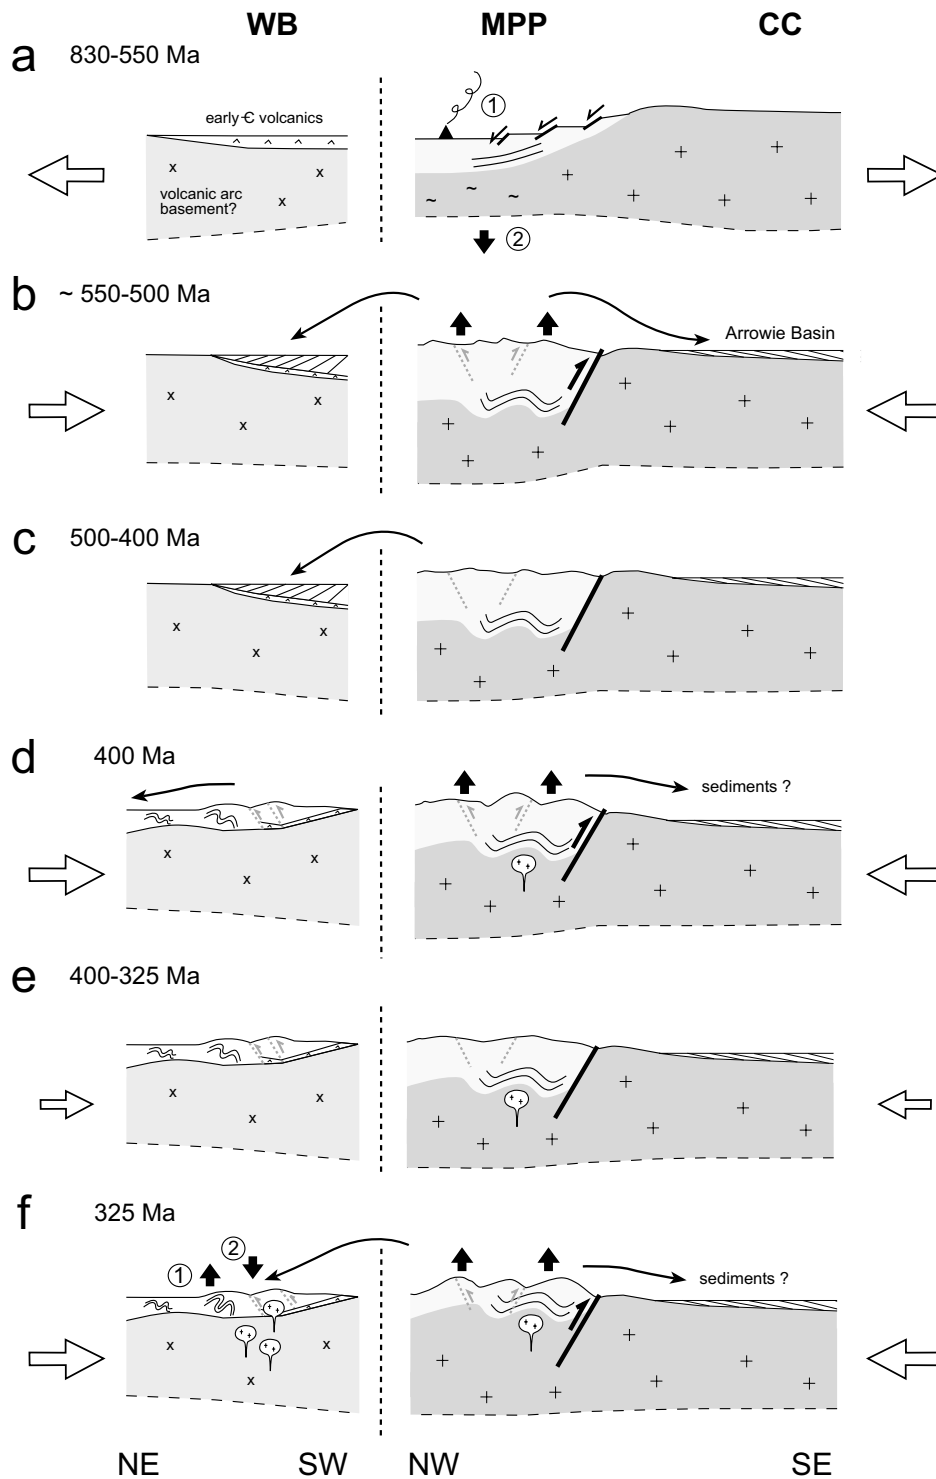 WB MPP CC
a 830-550 Ma
1
early-Є volcanics
volcanic arc
basement?
2
b ~ 550-500 Ma
Arrowie Basin
c 500-400 Ma
d 400 Ma
sediments ?
e 400-325 Ma
f 325 Ma
2
1
sediments ?
NE SW NW SE